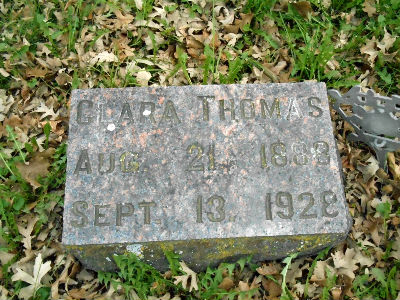 CLARA THOMAS
AUG. 21, 1883
SEPT. 13, 1928